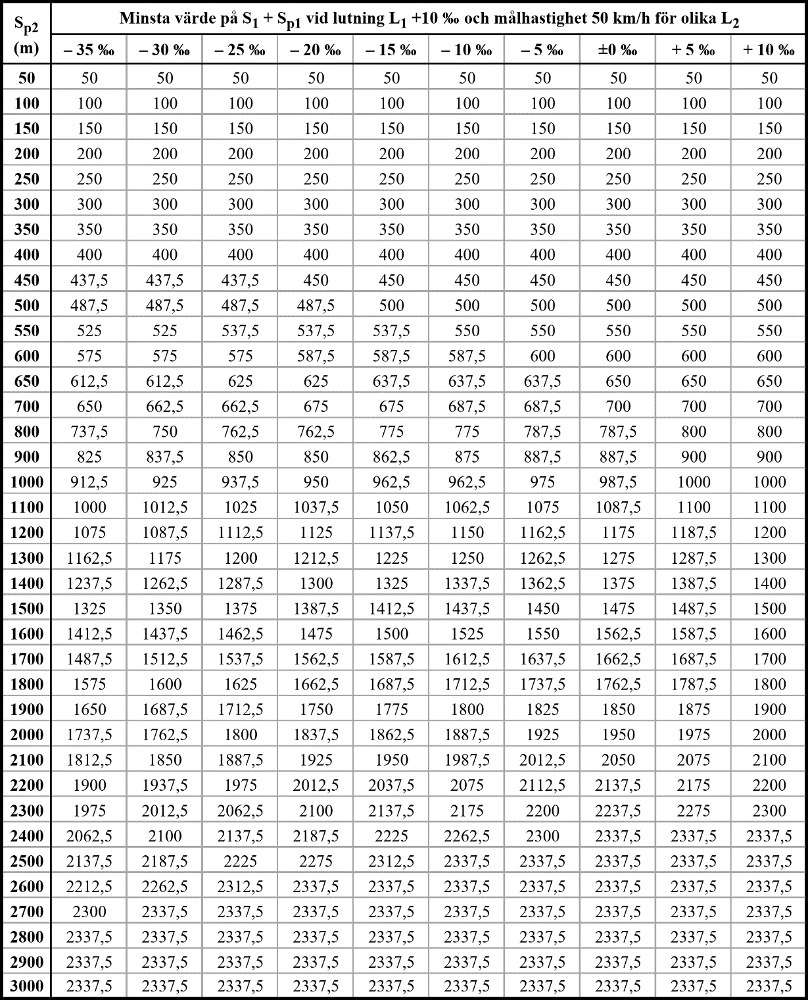 S_p2 (m) Minsta värde på S_1 + S_p1 vid lutning L_1 +10 ‰ och målhastighet 50 km/h för olika L_2
– 35 ‰ – 30 ‰ – 25 ‰ – 20 ‰ – 15 ‰ – 10 ‰ – 5 ‰ ±0 ‰ + 5 ‰ + 10 ‰
50 50 50 50 50 50 50 50 50 50 50
100 100 100 100 100 100 100 100 100 100 100
150 150 150 150 150 150 150 150 150 150 150
200 200 200 200 200 200 200 200 200 200 200
250 250 250 250 250 250 250 250 250 250 250
300 300 300 300 300 300 300 300 300 300 300
350 350 350 350 350 350 350 350 350 350 350
400 400 400 400 400 400 400 400 400 400 400
450 437,5 437,5 437,5 450 450 450 450 450 450 450
500 487,5 487,5 487,5 487,5 500 500 500 500 500 500
550 525 525 537,5 537,5 537,5 550 550 550 550 550
600 575 575 575 587,5 587,5 587,5 600 600 600 600
650 612,5 612,5 625 625 637,5 637,5 637,5 650 650 650
700 650 662,5 662,5 675 675 687,5 687,5 700 700 700
800 737,5 750 762,5 762,5 775 775 787,5 787,5 800 800
900 825 837,5 850 850 862,5 875 887,5 887,5 900 900
1000 912,5 925 937,5 950 962,5 962,5 975 987,5 1000 1000
1100 1000 1012,5 1025 1037,5 1050 1062,5 1075 1087,5 1100 1100
1200 1075 1087,5 1112,5 1125 1137,5 1150 1162,5 1175 1187,5 1200
1300 1162,5 1175 1200 1212,5 1225 1250 1262,5 1275 1287,5 1300
1400 1237,5 1262,5 1287,5 1300 1325 1337,5 1362,5 1375 1387,5 1400
1500 1325 1350 1375 1387,5 1412,5 1437,5 1450 1475 1487,5 1500
1600 1412,5 1437,5 1462,5 1475 1500 1525 1550 1562,5 1587,5 1600
1700 1487,5 1512,5 1537,5 1562,5 1587,5 1612,5 1637,5 1662,5 1687,5 1700
1800 1575 1600 1625 1662,5 1687,5 1712,5 1737,5 1762,5 1787,5 1800
1900 1650 1687,5 1712,5 1750 1775 1800 1825 1850 1875 1900
2000 1737,5 1762,5 1800 1837,5 1862,5 1887,5 1925 1950 1975 2000
2100 1812,5 1850 1887,5 1925 1950 1987,5 2012,5 2050 2075 2100
2200 1900 1937,5 1975 2012,5 2037,5 2075 2112,5 2137,5 2175 2200
2300 1975 2012,5 2062,5 2100 2137,5 2175 2200 2237,5 2275 2300
2400 2062,5 2100 2137,5 2187,5 2225 2262,5 2300 2337,5 2337,5 2337,5
2500 2137,5 2187,5 2225 2275 2312,5 2337,5 2337,5 2337,5 2337,5 2337,5
2600 2212,5 2262,5 2312,5 2337,5 2337,5 2337,5 2337,5 2337,5 2337,5 2337,5
2700 2300 2337,5 2337,5 2337,5 2337,5 2337,5 2337,5 2337,5 2337,5 2337,5
2800 2337,5 2337,5 2337,5 2337,5 2337,5 2337,5 2337,5 2337,5 2337,5 2337,5
2900 2337,5 2337,5 2337,5 2337,5 2337,5 2337,5 2337,5 2337,5 2337,5 2337,5
3000 2337,5 2337,5 2337,5 2337,5 2337,5 2337,5 2337,5 2337,5 2337,5 2337,5